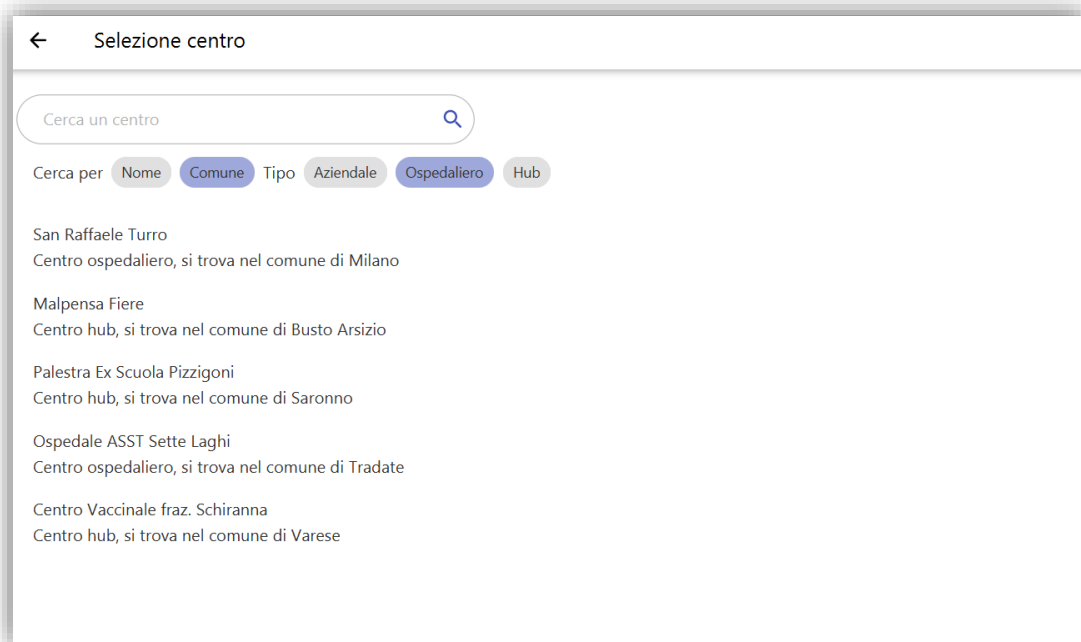 Selezione centro
Cerca un centro
Cerca per Nome Comune Tipo Aziendale Ospedaliero Hub
San Raffaele Turro
Centro ospedaliero, si trova nel comune di Milano
Malpensa Fiere
Centro hub, si trova nel comune di Busto Arsizio
Palestra Ex Scuola Pizzigoni
Centro hub, si trova nel comune di Saronno
Ospedale ASST Sette Laghi
Centro ospedaliero, si trova nel comune di Tradate
Centro Vaccinale fraz. Schiranna
Centro hub, si trova nel comune di Varese